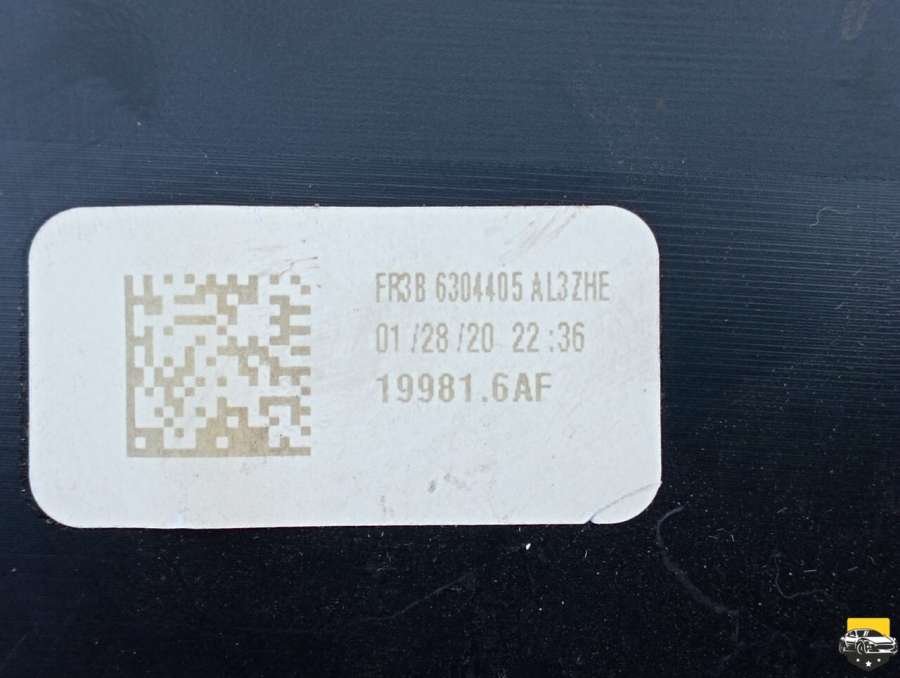 FR3B 6304405 AL3ZHE
01 /28 /20 22 :36
19981.6AF